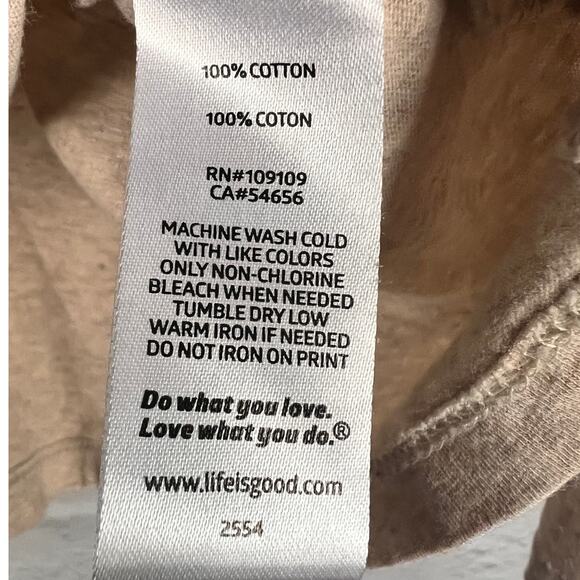 100% COTTON
100% COTON
RN#109109
CA#54656
MACHINE WASH COLD
WITH LIKE COLORS
ONLY NON-CHLORINE
BLEACH WHEN NEEDED
TUMBLE DRY LOW
WARM IRON IF NEEDED
DO NOT IRON ON PRINT
Do what you love.
Love what you do.®
www.lifeisgood.com
2554